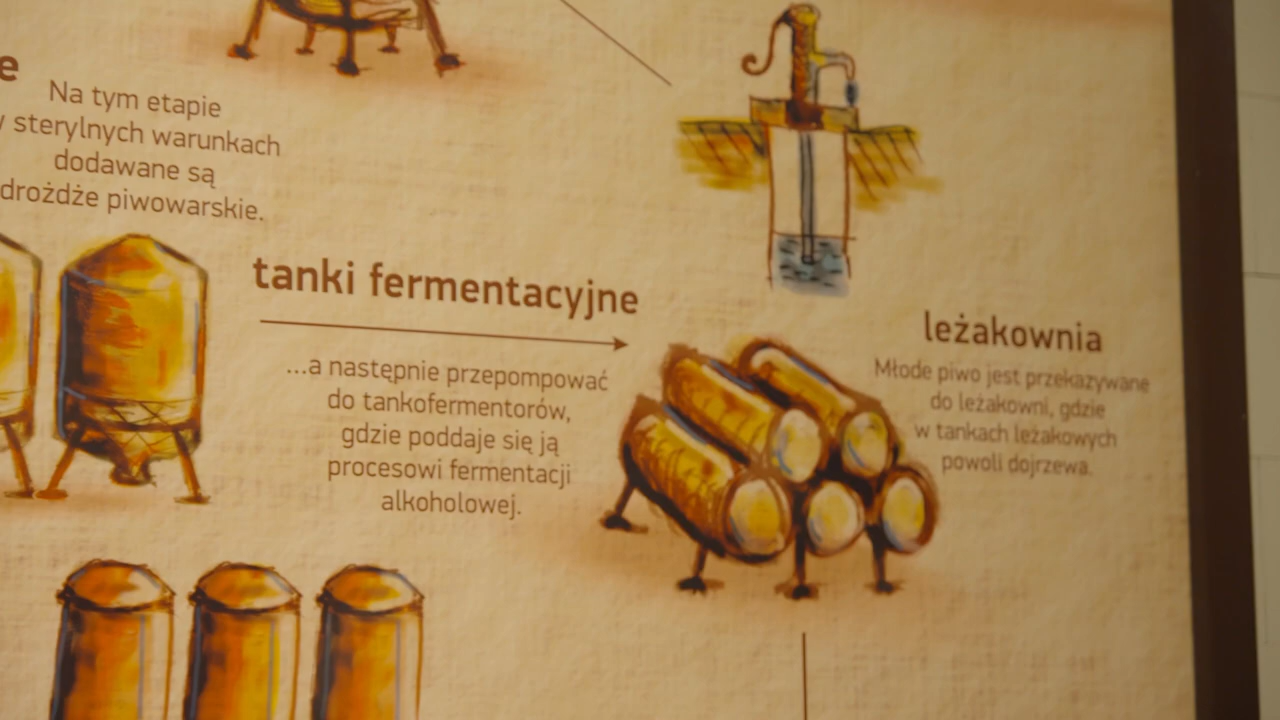 e
Na tym etapie
w sterylnych warunkach
dodawane są
drożdże piwowarskie.
tanki fermentacyjne
...a następnie przepompować
do tankofermentorów,
gdzie poddaje się ją
procesowi fermentacji
alkoholowej.
leżakownia
Młode piwo jest przekazywane
do leżakowni, gdzie
w tankach leżakowych
powoli dojrzewa.